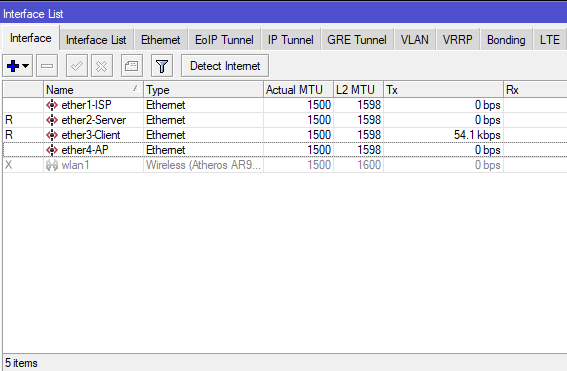 Interface List
Interface Interface List Ethernet EoIP Tunnel IP Tunnel GRE Tunnel VLAN VRRP Bonding LTE
Detect Internet
Name Type Actual MTU L2 MTU Tx Rx
ether1-ISP Ethernet 1500 1598 0 bps
R ether2-Server Ethernet 1500 1598 0 bps
R ether3-Client Ethernet 1500 1598 54.1 kbps
ether4-AP Ethernet 1500 1598 0 bps
X wlan1 Wireless (Atheros AR9... 1500 1600 0 bps
5 items